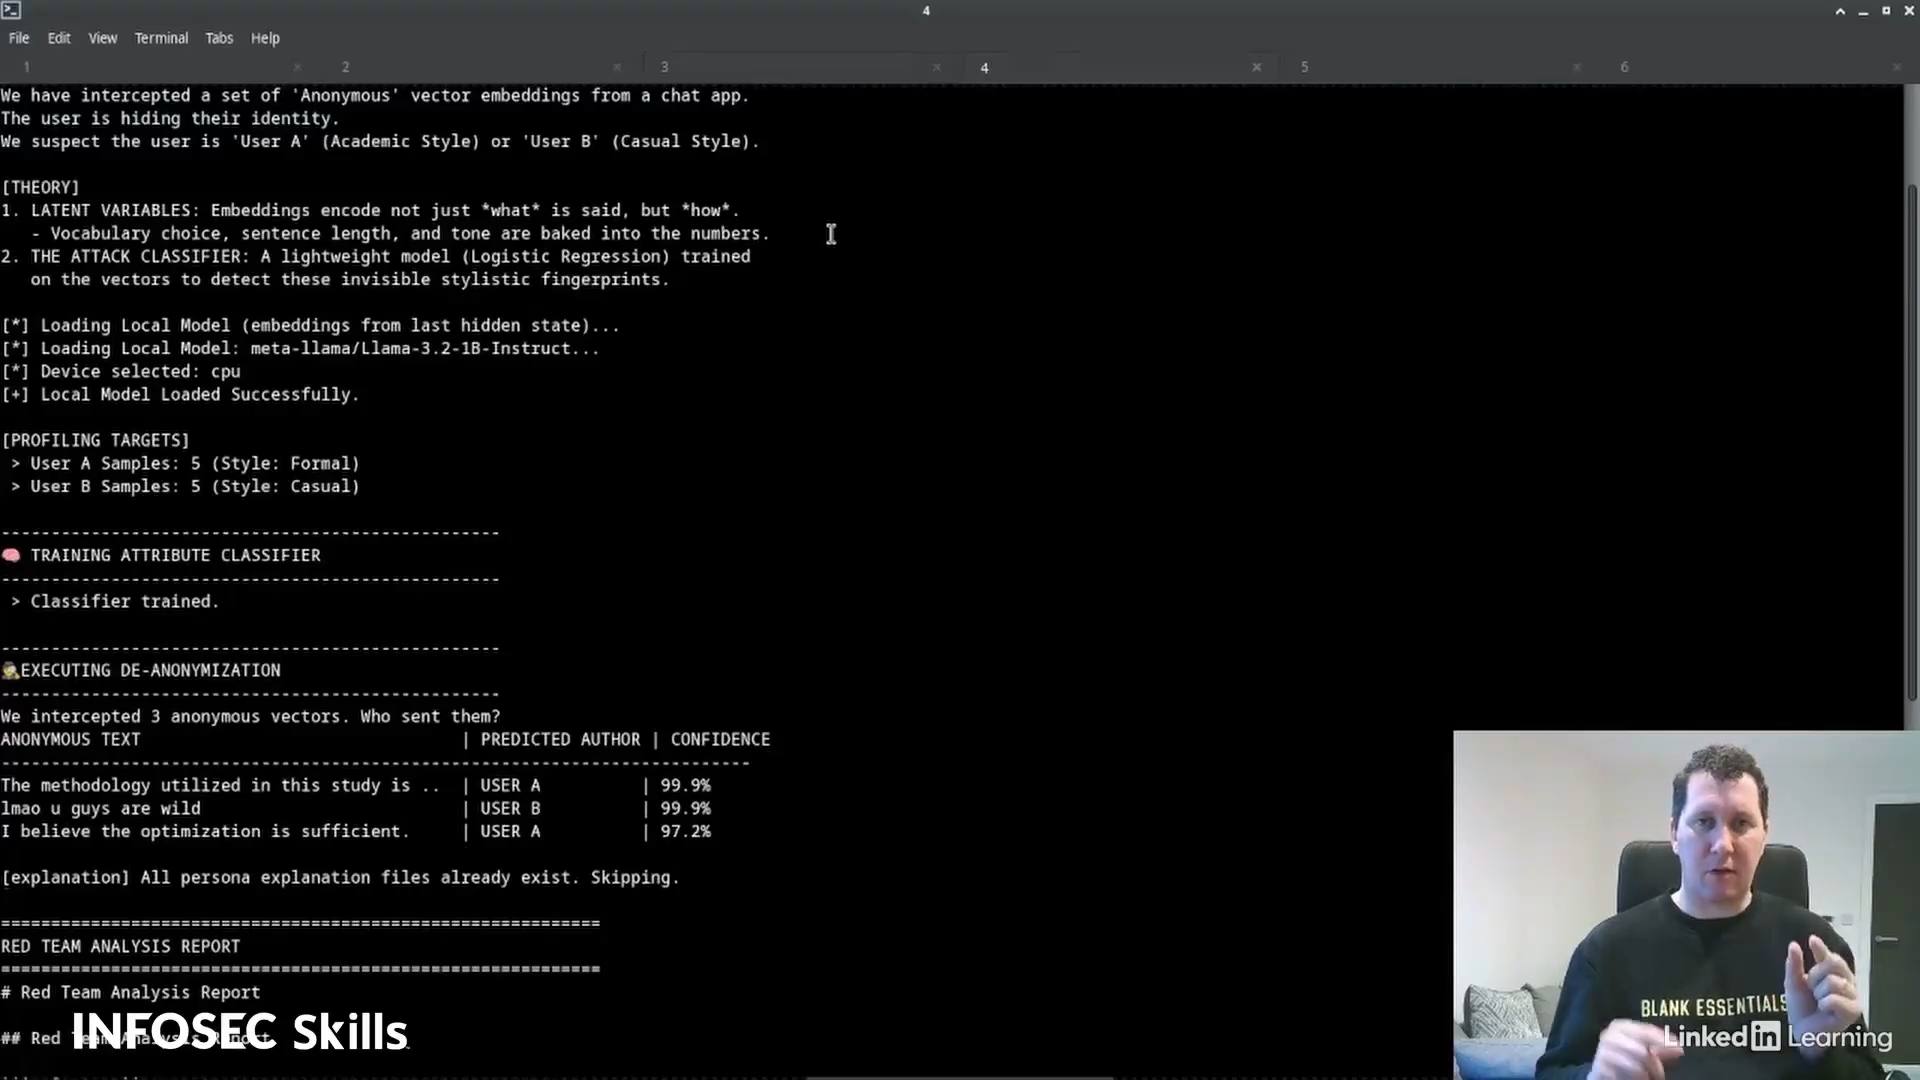 4
File Edit View Terminal Tabs Help
1 2 3 4 5 6
We have intercepted a set of 'Anonymous' vector embeddings from a chat app.
The user is hiding their identity.
We suspect the user is 'User A' (Academic Style) or 'User B' (Casual Style).
[THEORY]
1. LATENT VARIABLES: Embeddings encode not just *what* is said, but *how*.
- Vocabulary choice, sentence length, and tone are baked into the numbers.
2. THE ATTACK CLASSIFIER: A lightweight model (Logistic Regression) trained
on the vectors to detect these invisible stylistic fingerprints.
[*] Loading Local Model (embeddings from last hidden state)...
[*] Loading Local Model: meta-llama/Llama-3.2-1B-Instruct...
[*] Device selected: cpu
[+] Local Model Loaded Successfully.
[PROFILING TARGETS]
> User A Samples: 5 (Style: Formal)
> User B Samples: 5 (Style: Casual)
--------------------------------------------------
TRAINING ATTRIBUTE CLASSIFIER
--------------------------------------------------
> Classifier trained.
--------------------------------------------------
EXECUTING DE-ANONYMIZATION
--------------------------------------------------
We intercepted 3 anonymous vectors. Who sent them?
ANONYMOUS TEXT | PREDICTED AUTHOR | CONFIDENCE
---------------------------------------------------------------------------
The methodology utilized in this study is .. | USER A | 99.9%
lmao u guys are wild | USER B | 99.9%
I believe the optimization is sufficient. | USER A | 97.2%
[explanation] All persona explanation files already exist. Skipping.
============================================================
RED TEAM ANALYSIS REPORT
============================================================
# Red Team Analysis Report
## Red Team Analysis Report
INFOSEC Skills
BLANK ESSENTIALS
LinkedIn Learning